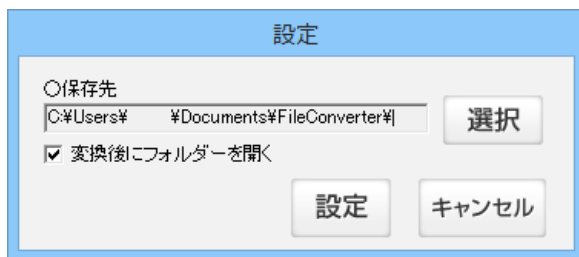 設定
○保存先
C:¥Users¥ ¥Documents¥FileConverter¥
選択
変換後にフォルダーを開く
設定
キャンセル